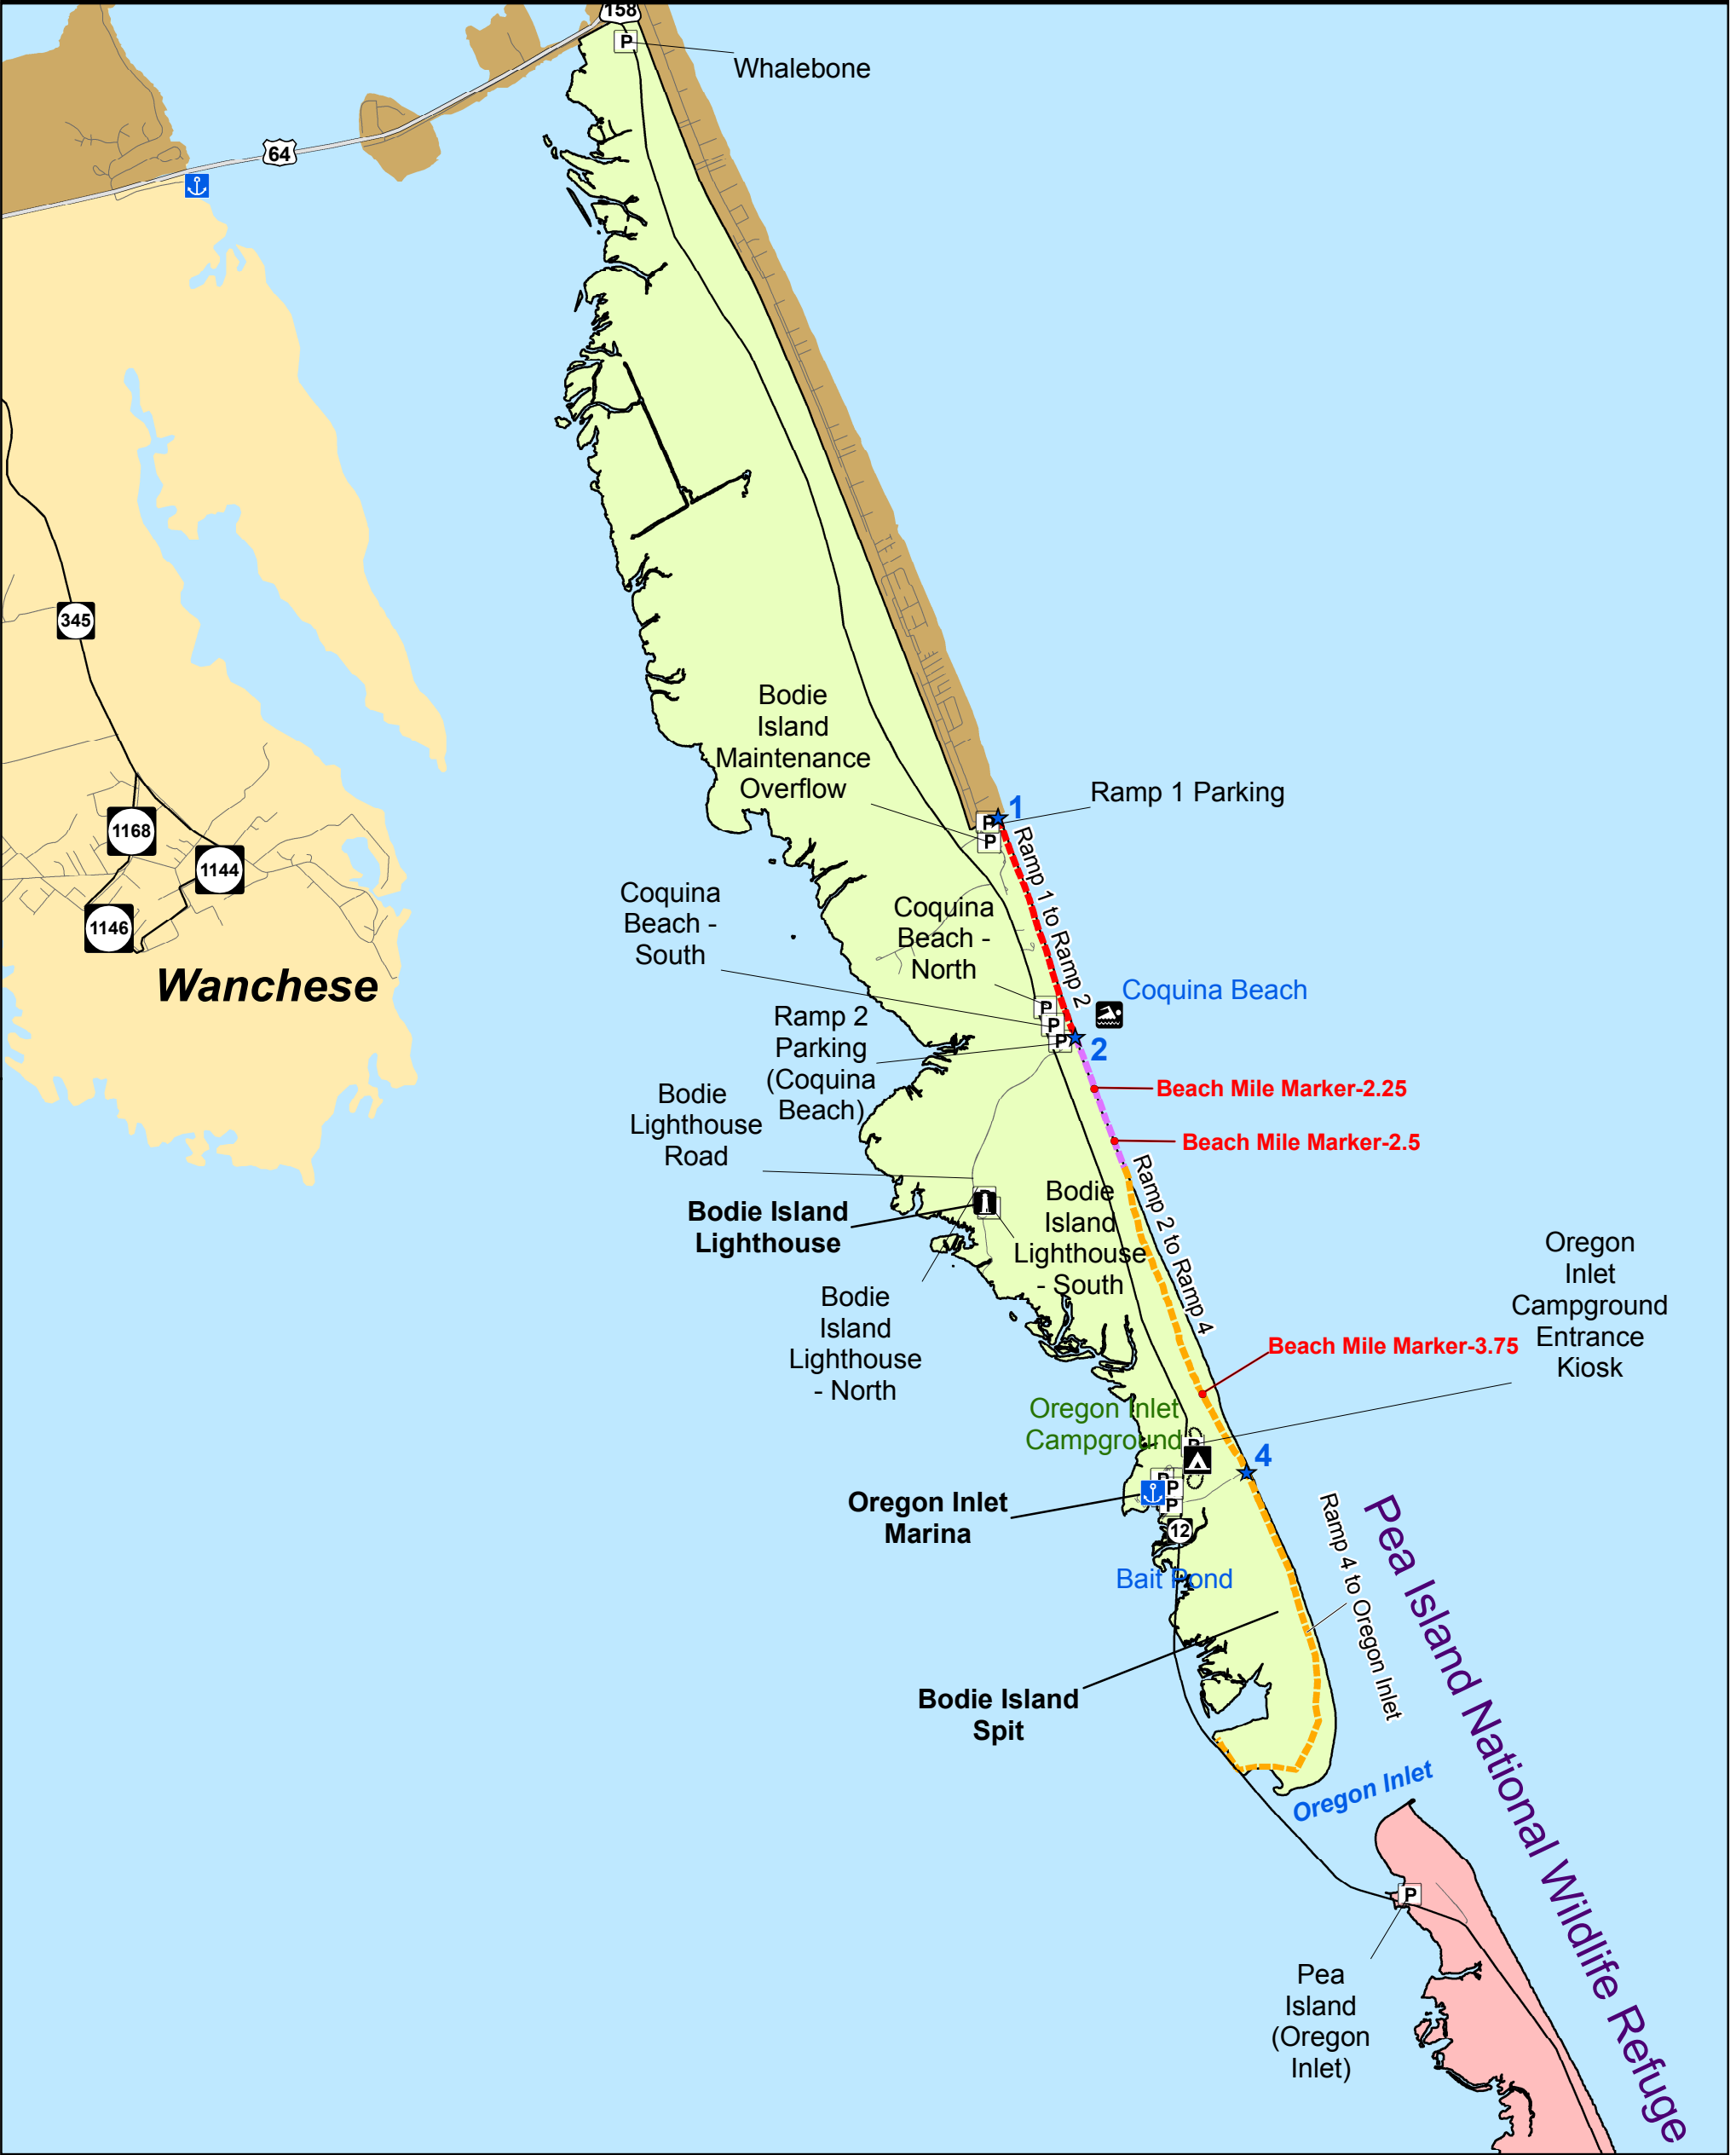 158
P
Whalebone
64
345
Bodie
Island
Maintenance
Overflow
1
Ramp 1 Parking
P
P
1168
1144
1146
Wanchese
Ramp 1 to Ramp 2
Coquina
Beach -
South
Coquina
Beach -
North
Coquina Beach
P
P
P
2
Ramp 2
Parking
(Coquina
Beach)
Beach Mile Marker-2.25
Beach Mile Marker-2.5
Bodie
Lighthouse
Road
Ramp 2 to Ramp 4
Bodie Island
Lighthouse
Bodie
Island
Lighthouse
- South
Bodie
Island
Lighthouse
- North
Oregon
Inlet
Campground
Entrance
Kiosk
Beach Mile Marker-3.75
Oregon Inlet
Campground
P
4
P
P
P
Oregon Inlet
Marina
12
Bait Pond
Ramp 4 to Oregon Inlet
Pea Island National Wildlife Refuge
Bodie Island
Spit
Oregon Inlet
P
Pea
Island
(Oregon
Inlet)